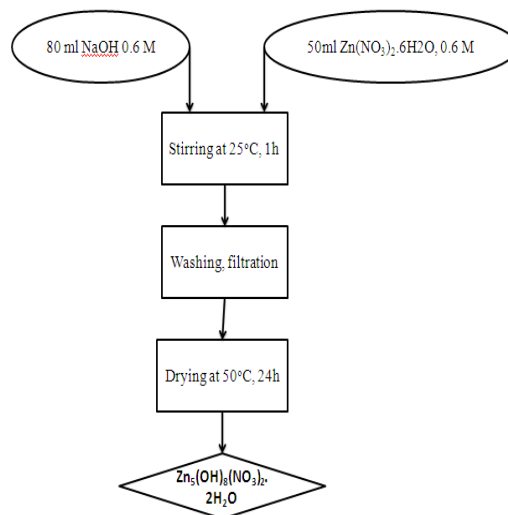 80 ml NaOH 0.6 M
50ml Zn(NO₃)₂.6H2O, 0.6 M
Stirring at 25°C, 1h
Washing, filtration
Drying at 50°C, 24h
Zn₅(OH)₈(NO₃)₂.
2H₂O